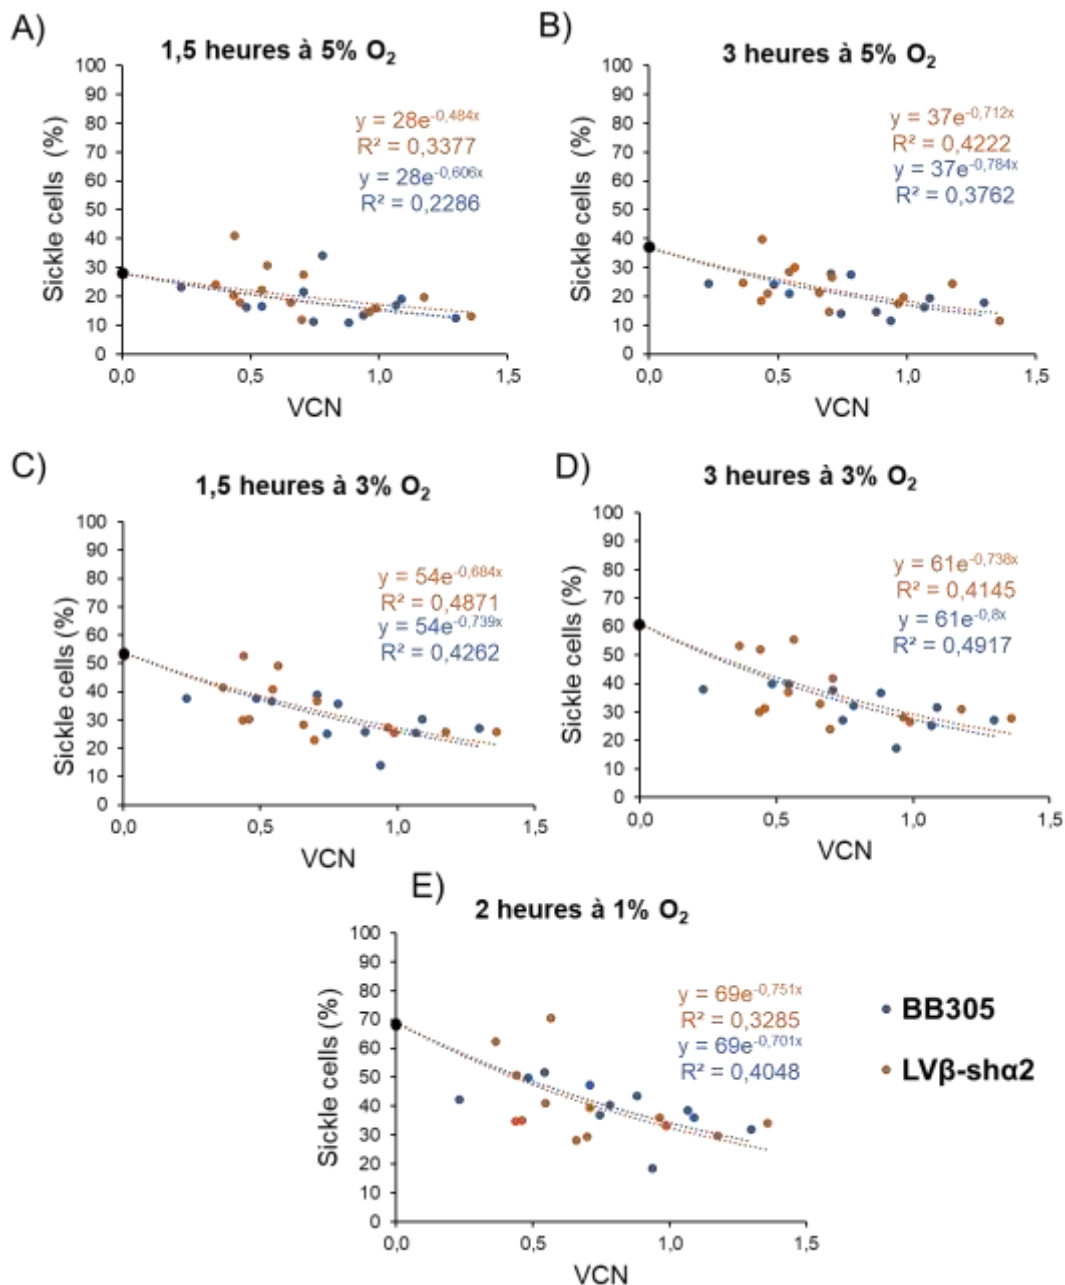 A)
1,5 heures à 5% O₂
100
90
80
70
60
50
40
30
20
10
0
Sickle cells (%)
y = 28e^-0,484x
R² = 0,3377
y = 28e^-0,606x
R² = 0,2286
0,0 0,5 1,0 1,5
VCN
B)
3 heures à 5% O₂
100
90
80
70
60
50
40
30
20
10
0
Sickle cells (%)
y = 37e^-0,712x
R² = 0,4222
y = 37e^-0,784x
R² = 0,3762
0,0 0,5 1,0 1,5
VCN
C)
1,5 heures à 3% O₂
100
90
80
70
60
50
40
30
20
10
0
Sickle cells (%)
y = 54e^-0,684x
R² = 0,4871
y = 54e^-0,739x
R² = 0,4262
0,0 0,5 1,0 1,5
VCN
D)
3 heures à 3% O₂
100
90
80
70
60
50
40
30
20
10
0
Sickle cells (%)
y = 61e^-0,738x
R² = 0,4145
y = 61e^-0,8x
R² = 0,4917
0,0 0,5 1,0 1,5
VCN
E)
2 heures à 1% O₂
100
90
80
70
60
50
40
30
20
10
0
Sickle cells (%)
y = 69e^-0,751x
R² = 0,3285
y = 69e^-0,701x
R² = 0,4048
0,0 0,5 1,0 1,5
VCN
BB305
LVβ-shα2